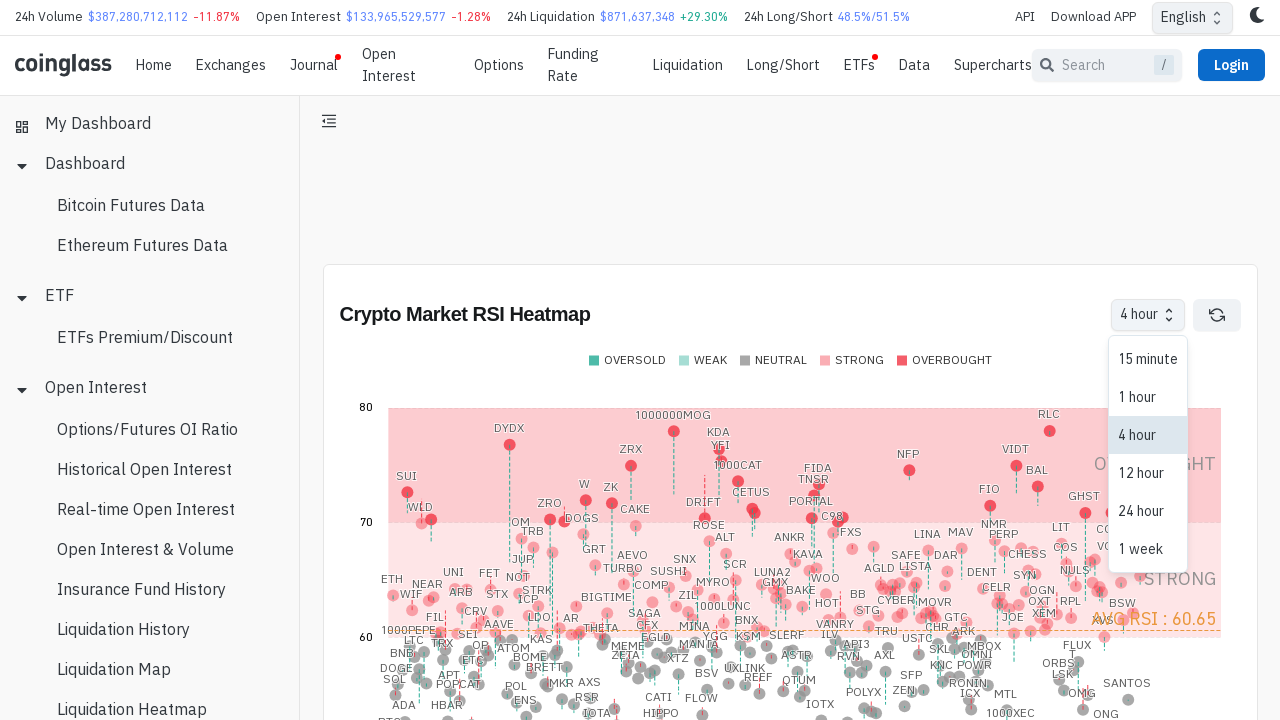 24h Volume $387,280,712,112 -11.87% Open Interest $133,965,529,577 -1.28% 24h Liquidation $871,637,348 +29.30% 24h Long/Short 48.5%/51.5% API Download APP English
coinglass Home Exchanges Journal Open Interest Options Funding Rate Liquidation Long/Short ETFs Data Supercharts Search / Login
My Dashboard
Dashboard
Bitcoin Futures Data
Ethereum Futures Data
ETF
ETFs Premium/Discount
Open Interest
Options/Futures OI Ratio
Historical Open Interest
Real-time Open Interest
Open Interest & Volume
Insurance Fund History
Liquidation History
Liquidation Map
Liquidation Heatmap
Crypto Market RSI Heatmap
4 hour
15 minute
1 hour
4 hour
12 hour
24 hour
1 week
OVERSOLD WEAK NEUTRAL STRONG OVERBOUGHT
80
1000000MOG RLC
DYDX KDA
YFI
ZRX NFP VIDT
1000CAT FIDA BAL
SUI TNSR
W ZK CETUS FIO GHST
WLD ZRO DRIFT PORTAL
CAKE
70
OM DOGS ROSE C98 NMR LIT
TRB ALT ANKR FXS LINA MAV PERP
GRT COS
JUP AEVO SNX KAVA SAFE DAR CHESS
TURBO SCR AGLD LISTA
UNI FET SUSHI LUNA2 DENT SYN NULS
STRONG
ETH NEAR NOT COMP MYRO GMX WOO
WIF ARB STX STRK ZIL BAKE CELR OGN
ICP BIGTIME 1000LUNC HOT BB CYBER MOVR OXT RPL BSW
FIL CRV LDO AR SAGA STG GTC JOE XEM XVS
AVG RSI : 60.65
AAVE THETA GFX MINA BNX VANRY
60
1000PEPE SEI KAS EGLD YGG KSM SLERF ILV TRU USTC CHR ARK
LTC TRX OP ATOM MEME MANTA API3 SKL MBOX FLUX
BNB ETC BOME ZETA XTZ ASTR RVN AXL OMNI T
DOGE BRETT UXLINK KNC POWR ORBS
SOL APT BSV REEF SFP LSK
POPCAT POL MKR AXS QTUM RONIN SANTOS
ADA HBAR ENS RSR CATI FLOW POLYX ZEN ICX MTL OMG
IOTA HIPPO IOTX 1000XEC ONG